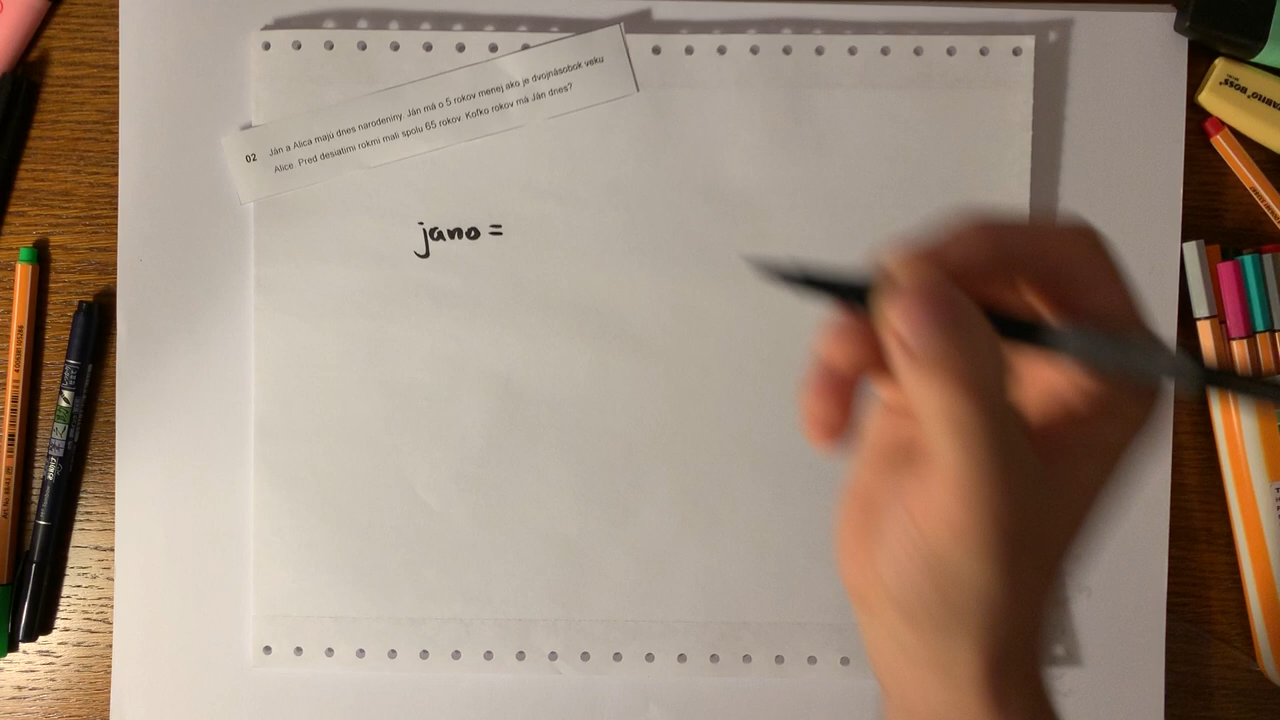 02 Ján a Alica majú dnes narodeniny. Ján má o 5 rokov menej ako je dvojnásobok veku
Alice. Pred desiatimi rokmi mali spolu 65 rokov. Koľko rokov má Ján dnes?
jano =
BOSS